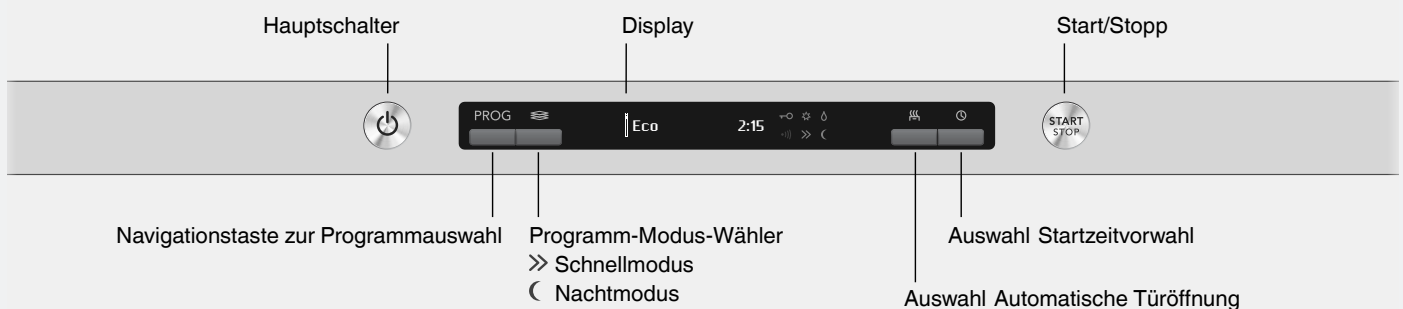 Hauptschalter
Display
Start/Stopp
PROG
Eco
2:15
START
STOP
Navigationstaste zur Programmauswahl
Programm-Modus-Wähler
Schnellmodus
Nachtmodus
Auswahl Startzeitvorwahl
Auswahl Automatische Türöffnung